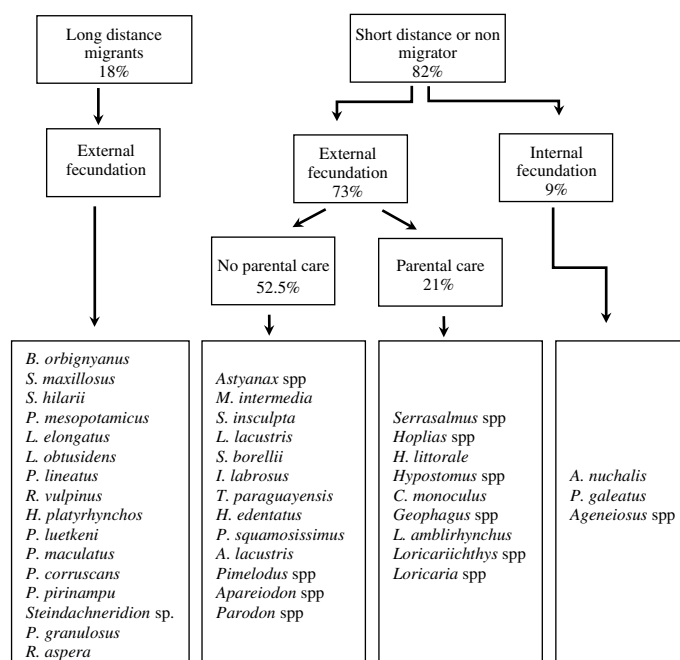 Long distance
migrants
18%
Short distance or non
migrator
82%
External
fecundation
External
fecundation
73%
Internal
fecundation
9%
No parental care
52.5%
Parental care
21%
B. orbignyanus
S. maxillosus
S. hilarii
P. mesopotamicus
L. elongatus
L. obtusidens
P. lineatus
R. vulpinus
H. platyrhynchos
P. luetkeni
P. maculatus
P. corruscans
P. pirinampu
Steindachneridion sp.
P. granulosus
R. aspera
Astyanax spp
M. intermedia
S. insculpta
L. lacustris
S. borellii
I. labrosus
T. paraguayensis
H. edentatus
P. squamosissimus
A. lacustris
Pimelodus spp
Apareiodon spp
Parodon spp
Serrasalmus spp
Hoplias spp
H. littorale
Hypostomus spp
C. monoculus
Geophagus spp
L. amblirhynchus
Loricariichthys spp
Loricaria spp
A. nuchalis
P. galeatus
Ageneiosus spp